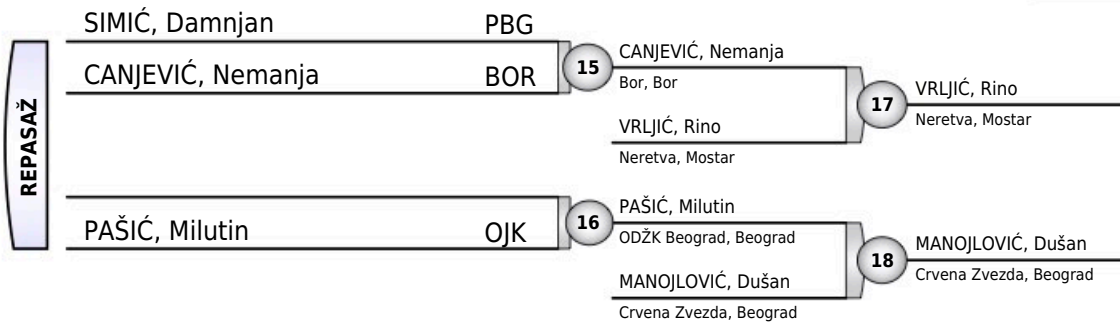 REPASAŽ
SIMIĆ, Damnjan PBG
CANJEVIĆ, Nemanja BOR
15
CANJEVIĆ, Nemanja
Bor, Bor
VRLJIĆ, Rino
Neretva, Mostar
17
VRLJIĆ, Rino
Neretva, Mostar
PAŠIĆ, Milutin OJK
16
PAŠIĆ, Milutin
ODŽK Beograd, Beograd
MANOJLOVIĆ, Dušan
Crvena Zvezda, Beograd
18
MANOJLOVIĆ, Dušan
Crvena Zvezda, Beograd